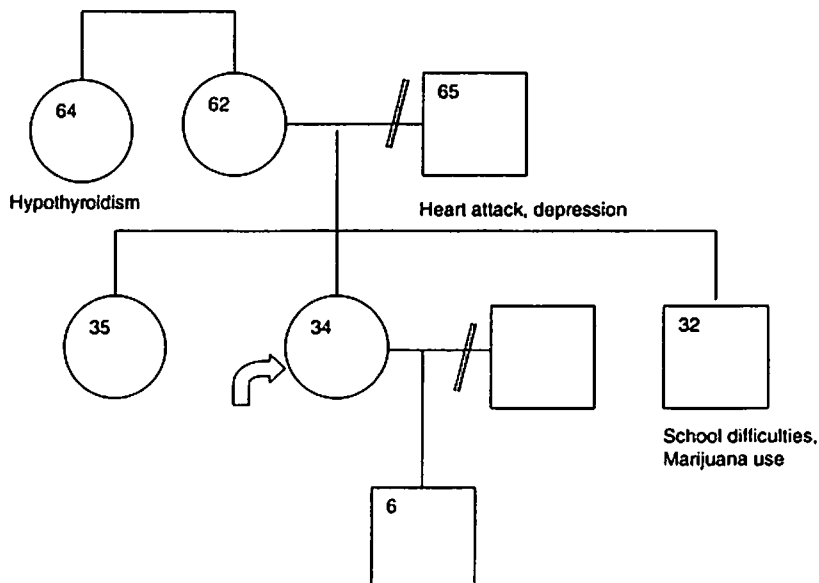 64
62
65
Hypothyroidism
Heart attack, depression
35
34
32
School difficulties,
Marijuana use
6